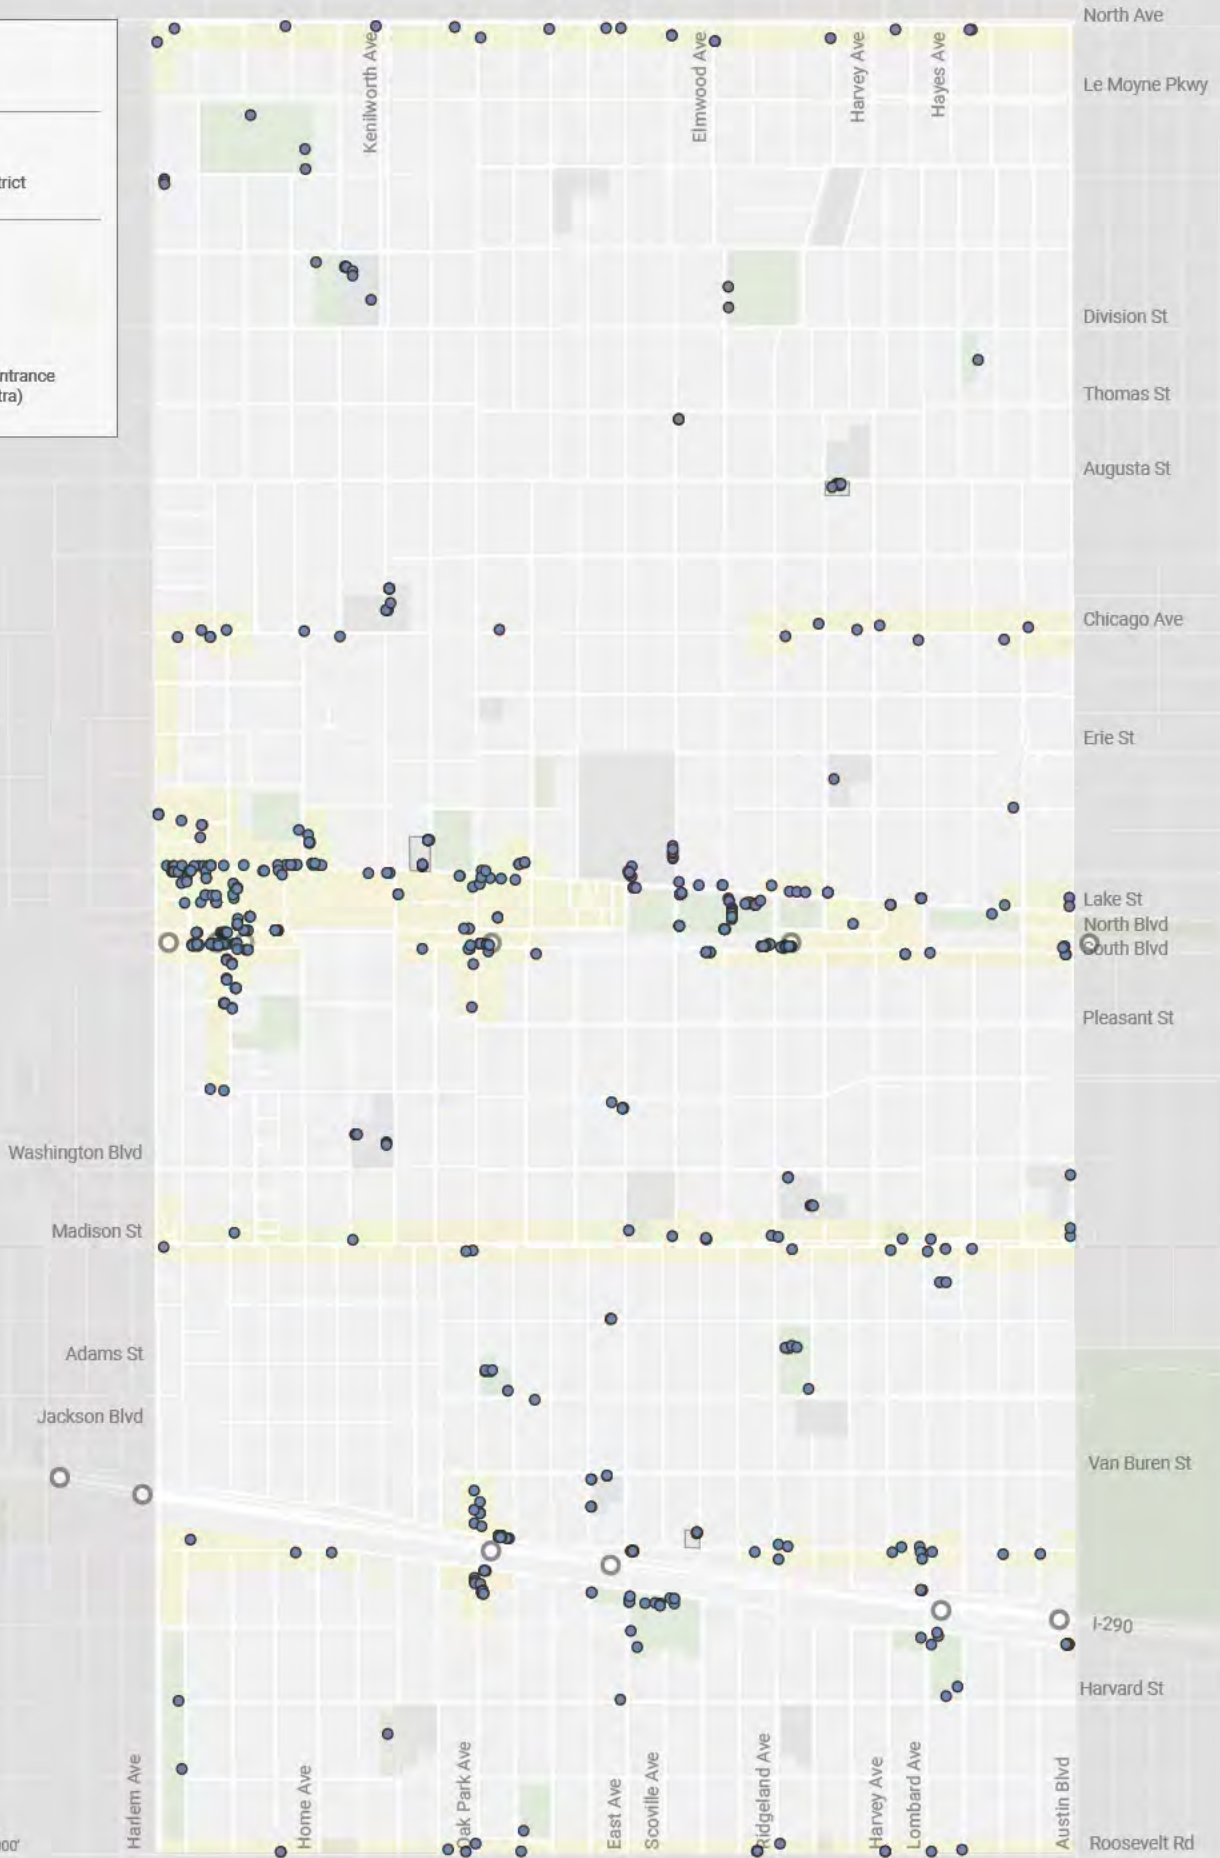 North Ave
Kenilworth Ave
Elmwood Ave
Harvey Ave
Hayes Ave
Le Moyne Pkwy
Division St
Thomas St
Augusta St
Chicago Ave
Erie St
Lake St
North Blvd
South Blvd
Pleasant St
Washington Blvd
Madison St
Adams St
Jackson Blvd
Van Buren St
I-290
Harvard St
Harlem Ave
Home Ave
Oak Park Ave
East Ave
Scoville Ave
Ridgeland Ave
Harvey Ave
Lombard Ave
Austin Blvd
Roosevelt Rd